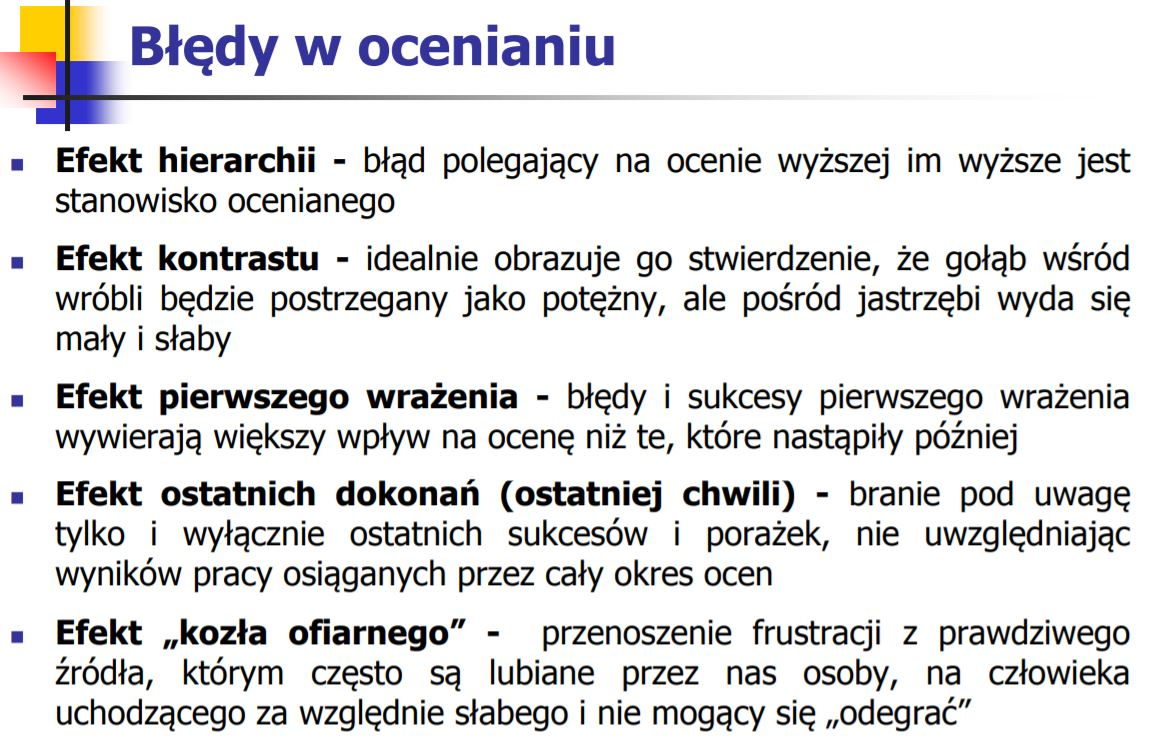 Błędy w ocenianiu
Efekt hierarchii - błąd polegający na ocenie wyższej im wyższe jest
stanowisko ocenianego
Efekt kontrastu - idealnie obrazuje go stwierdzenie, że gołąb wśród
wróbli będzie postrzegany jako potężny, ale pośród jastrzębi wyda się
mały i słaby
Efekt pierwszego wrażenia - błędy i sukcesy pierwszego wrażenia
wywierają większy wpływ na ocenę niż te, które nastąpiły później
Efekt ostatnich dokonań (ostatniej chwili) - branie pod uwagę
tylko i wyłącznie ostatnich sukcesów i porażek, nie uwzględniając
wyników pracy osiąganych przez cały okres ocen
Efekt „kozła ofiarnego” - przenoszenie frustracji z prawdziwego
źródła, którym często są lubiane przez nas osoby, na człowieka
uchodzącego za względnie słabego i nie mogący się „odegrać”